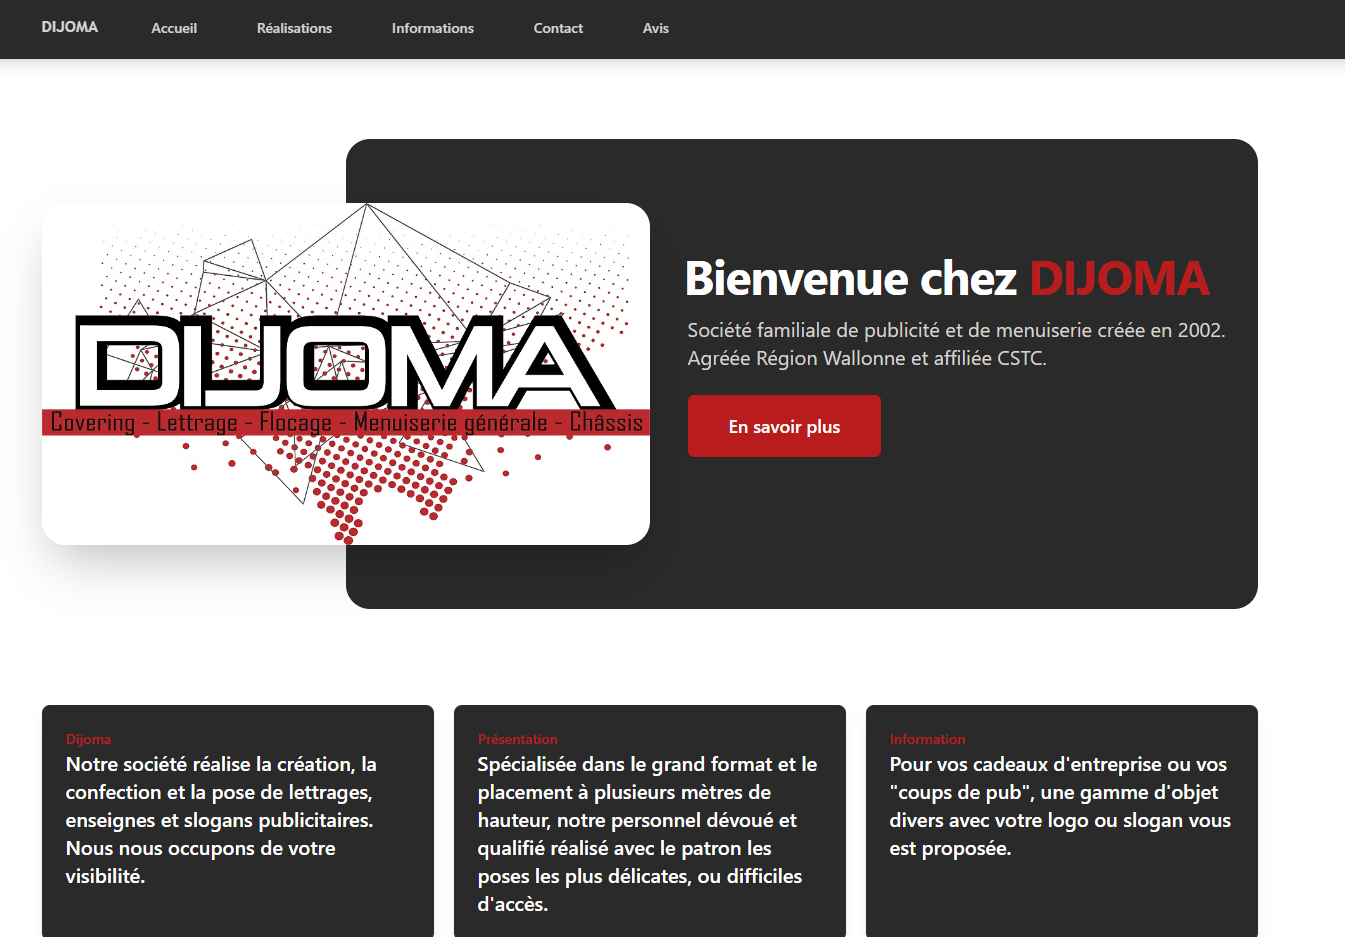 DIJOMA Accueil Réalisations Informations Contact Avis
DIJOMA
Covering - Lettrage - Flocage - Menuiserie générale - Châssis
Bienvenue chez DIJOMA
Société familiale de publicité et de menuiserie créée en 2002.
Agréée Région Wallonne et affiliée CSTC.
En savoir plus
Dijoma
Notre société réalise la création, la
confection et la pose de lettrages,
enseignes et slogans publicitaires.
Nous nous occupons de votre
visibilité.
Présentation
Spécialisée dans le grand format et le
placement à plusieurs mètres de
hauteur, notre personnel dévoué et
qualifié réalisé avec le patron les
poses les plus délicates, ou difficiles
d'accès.
Information
Pour vos cadeaux d'entreprise ou vos
"coups de pub", une gamme d'objet
divers avec votre logo ou slogan vous
est proposée.